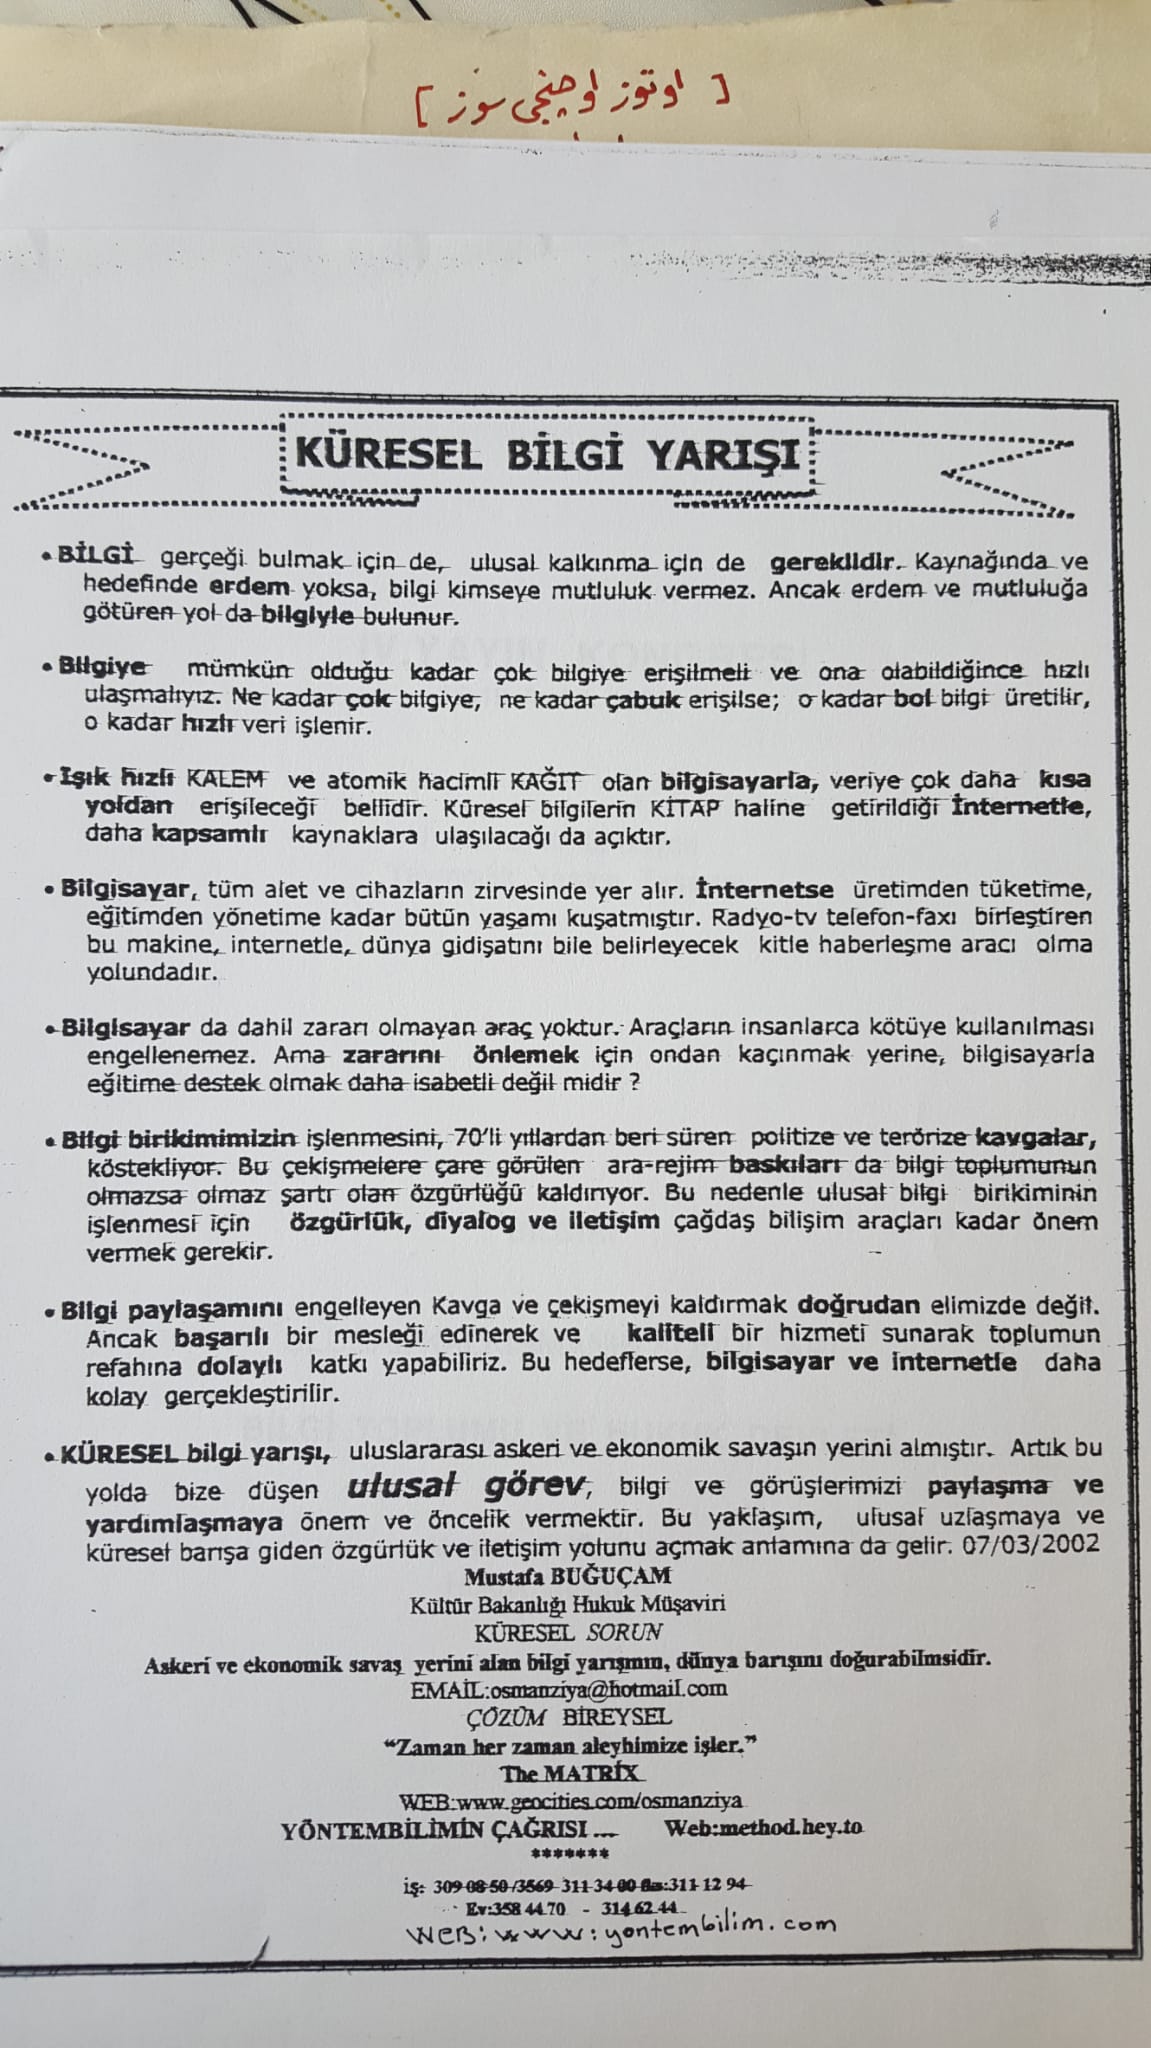 [ اوتوز اوچنجی سوز ]
KÜRESEL BİLGİ YARIŞI
• BİLGİ gerçeği bulmak için de, ulusal kalkınma için de gereklidir. Kaynağında ve
hedefinde erdem yoksa, bilgi kimseye mutluluk vermez. Ancak erdem ve mutluluğa
götüren yol da bilgiyle bulunur.
• Bilgiye mümkün olduğu kadar çok bilgiye erişilmeli ve ona olabildiğince hızlı
ulaşmalıyız. Ne kadar çok bilgiye, ne kadar çabuk erişilse; o kadar bol bilgi üretilir,
o kadar hızlı veri işlenir.
• Işık hızlı KALEM ve atomik hacimli KAĞIT olan bilgisayarla, veriye çok daha kısa
yoldan erişileceği bellidir. Küresel bilgilerin KİTAP haline getirildiği İnternetle,
daha kapsamlı kaynaklara ulaşılacağı da açıktır.
• Bilgisayar, tüm alet ve cihazların zirvesinde yer alır. İnternetse üretimden tüketime,
eğitimden yönetime kadar bütün yaşamı kuşatmıştır. Radyo-tv telefon-faxı birleştiren
bu makine, internetle, dünya gidişatını bile belirleyecek kitle haberleşme aracı olma
yolundadır.
• Bilgisayar da dahil zararı olmayan araç yoktur. Araçların insanlarca kötüye kullanılması
engellenemez. Ama zararını önlemek için ondan kaçınmak yerine, bilgisayarla
eğitime destek olmak daha isabetli değil midir ?
• Bilgi birikimimizin işlenmesini, 70'li yıllardan beri süren politize ve terörize kavgalar,
köstekliyor. Bu çekişmelere çare görülen ara-rejim baskıları da bilgi toplumunun
olmazsa olmaz şartı olan özgürlüğü kaldırıyor. Bu nedenle ulusal bilgi birikiminin
işlenmesi için özgürlük, diyalog ve iletişim çağdaş bilişim araçları kadar önem
vermek gerekir.
• Bilgi paylaşamını engelleyen Kavga ve çekişmeyi kaldırmak doğrudan elimizde değil.
Ancak başarılı bir mesleği edinerek ve kaliteli bir hizmeti sunarak toplumun
refahına dolaylı katkı yapabiliriz. Bu hedeflerse, bilgisayar ve internetle daha
kolay gerçekleştirilir.
• KÜRESEL bilgi yarışı, uluslararası askeri ve ekonomik savaşın yerini almıştır. Artık bu
yolda bize düşen ulusal görev, bilgi ve görüşlerimizi paylaşma ve
yardımlaşmaya önem ve öncelik vermektir. Bu yaklaşım, ulusal uzlaşmaya ve
küresel barışa giden özgürlük ve iletişim yolunu açmak anlamına da gelir. 07/03/2002
Mustafa BUĞUÇAM
Kültür Bakanlığı Hukuk Müşaviri
KÜRESEL SORUN
Askeri ve ekonomik savaş yerini alan bilgi yarışının, dünya barışını doğurabilmsidir.
EMAİL:osmanziya@hotmail.com
ÇÖZÜM BİREYSEL
“Zaman her zaman aleyhimize işler.”
The MATRİX
WEB:www.geocities.com/osmanziya
YÖNTEMBİLİMİN ÇAĞRISI ... Web:method.hey.to
*******
İŞ: 309 08 50 /3569 311 34 00 fks:311 12 94
Ev:358 44 70 - 314 62 44
WEB: www: yontembilim.com